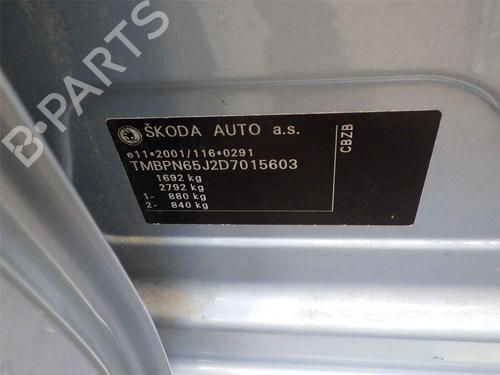 B-PARTS
ŠKODA AUTO a.s.
e11*2001/116*0291
TMBPN65J2D7015603
1692 kg
2792 kg
1- 880 kg
2- 840 kg
CBZB